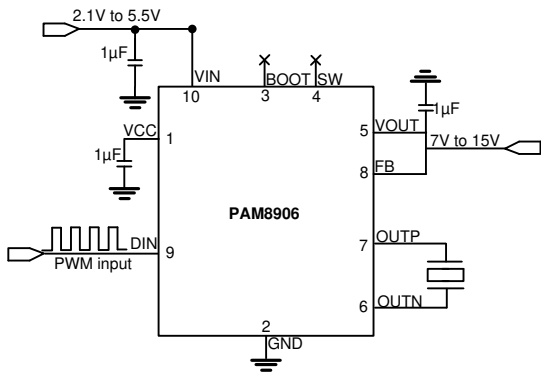 2.1V to 5.5V
1µF
VIN
10
BOOT
3
SW
4
1µF
VCC
1
1µF
5
VOUT
7V to 15V
8
FB
PAM8906
DIN
9
PWM input
7
OUTP
6
OUTN
2
GND